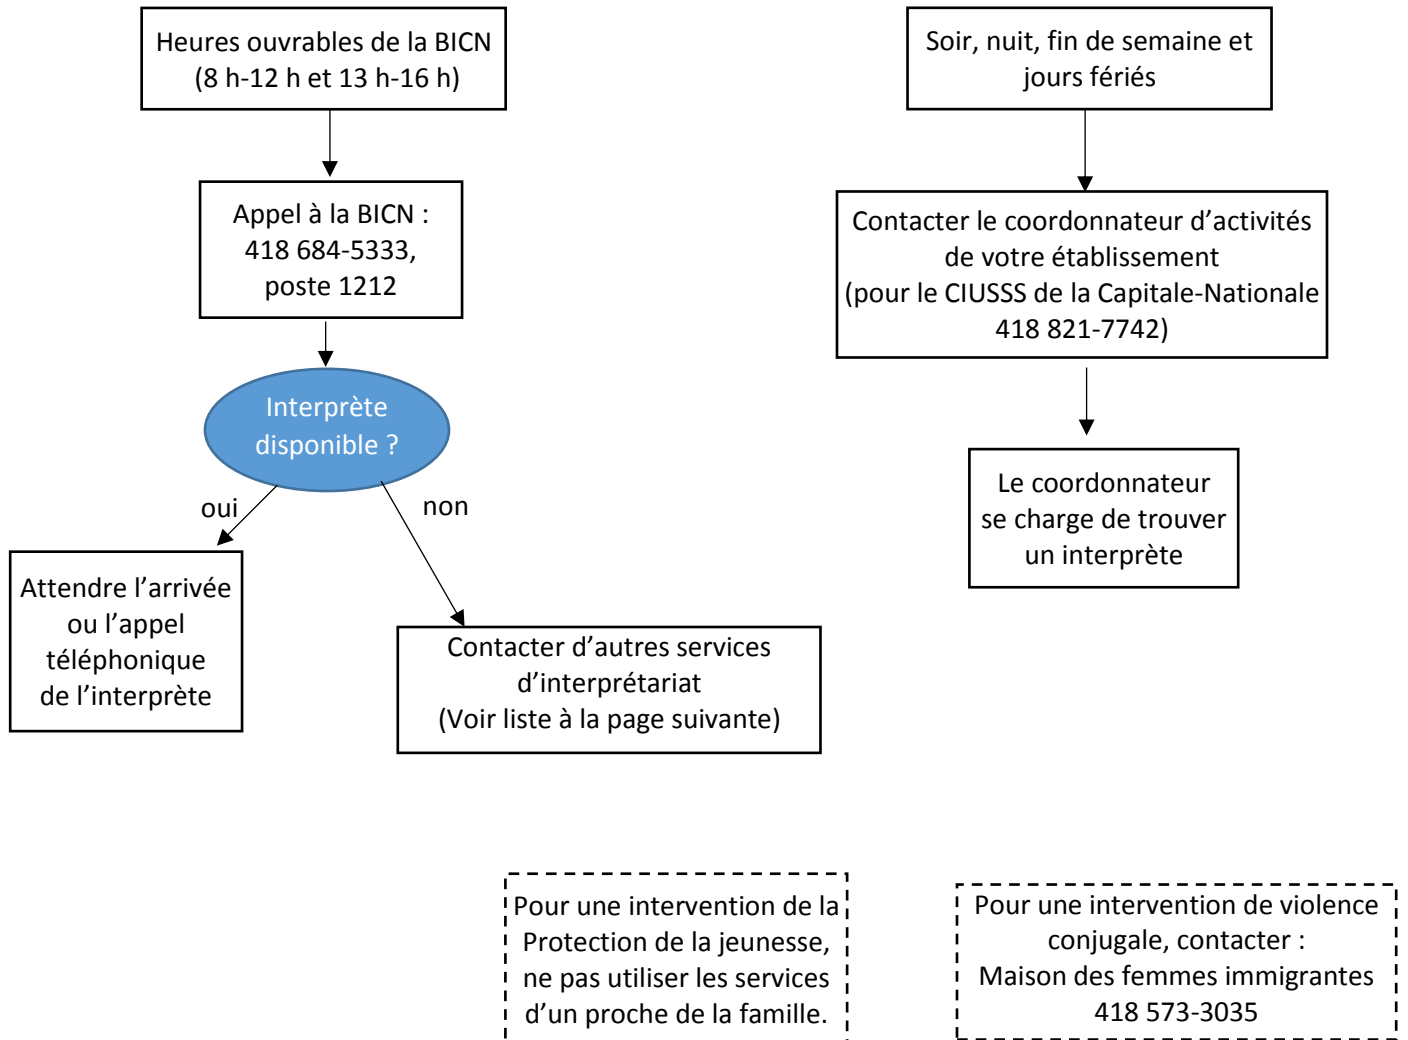 Heures ouvrables de la BICN
(8 h-12 h et 13 h-16 h)
Appel à la BICN :
418 684-5333,
poste 1212
Interprète
disponible ?
oui
non
Attendre l’arrivée
ou l’appel
téléphonique
de l’interprète
Contacter d’autres services
d’interprétariat
(Voir liste à la page suivante)
Soir, nuit, fin de semaine et
jours fériés
Contacter le coordonnateur d’activités
de votre établissement
(pour le CIUSSS de la Capitale-Nationale
418 821-7742)
Le coordonnateur
se charge de trouver
un interprète
Pour une intervention de la
Protection de la jeunesse,
ne pas utiliser les services
d’un proche de la famille.
Pour une intervention de violence
conjugale, contacter :
Maison des femmes immigrantes
418 573-3035